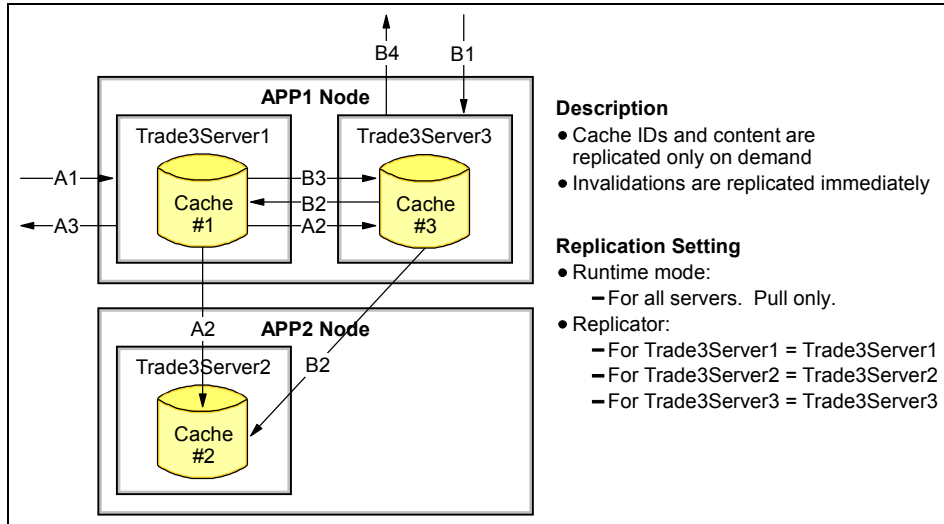 B4
B1
APP1 Node
Trade3Server1
Trade3Server3
A1
B3
B2
A3
A2
Cache
#1
Cache
#3
A2
APP2 Node
B2
Trade3Server2
Cache
#2
Description
• Cache IDs and content are
replicated only on demand
• Invalidations are replicated immediately
Replication Setting
• Runtime mode:
– For all servers. Pull only.
• Replicator:
– For Trade3Server1 = Trade3Server1
– For Trade3Server2 = Trade3Server2
– For Trade3Server3 = Trade3Server3